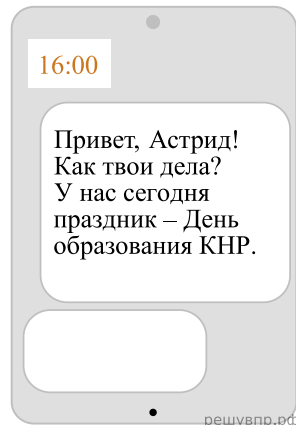 16:00
Привет, Астрид!
Как твои дела?
У нас сегодня
праздник – День
образования КНР.
решувпр.рф